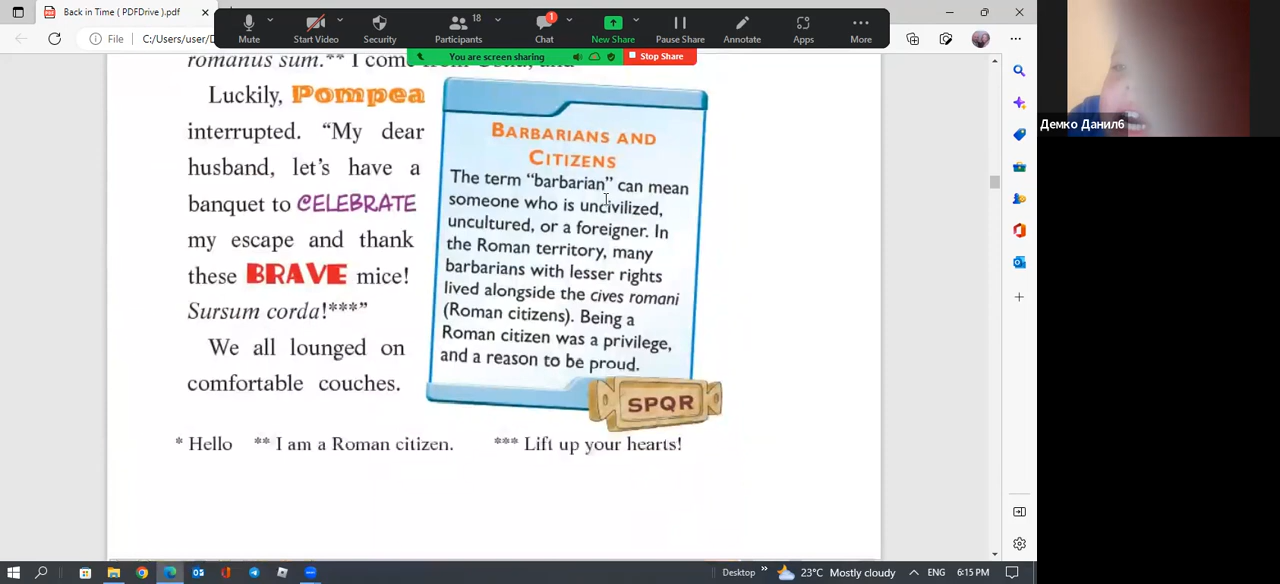 Back in Time ( PDFDrive ).pdf
Mute
Start Video
Security
18
Participants
1
Chat
New Share
Pause Share
Annotate
Apps
More
File
C:/Users/user/
You are screen sharing
Stop Share
romanus sum.** I come
Luckily, Pompea
interrupted. “My dear
husband, let’s have a
banquet to CELEBRATE
my escape and thank
these BRAVE mice!
Sursum corda!***”
We all lounged on
comfortable couches.
BARBARIANS AND
CITIZENS
The term “barbarian” can mean
someone who is uncivilized,
uncultured, or a foreigner. In
the Roman territory, many
barbarians with lesser rights
lived alongside the cives romani
(Roman citizens). Being a
Roman citizen was a privilege,
and a reason to be proud.
SPQR
* Hello ** I am a Roman citizen. *** Lift up your hearts!
Демко Данил6
Desktop
23°C Mostly cloudy
ENG
6:15 PM